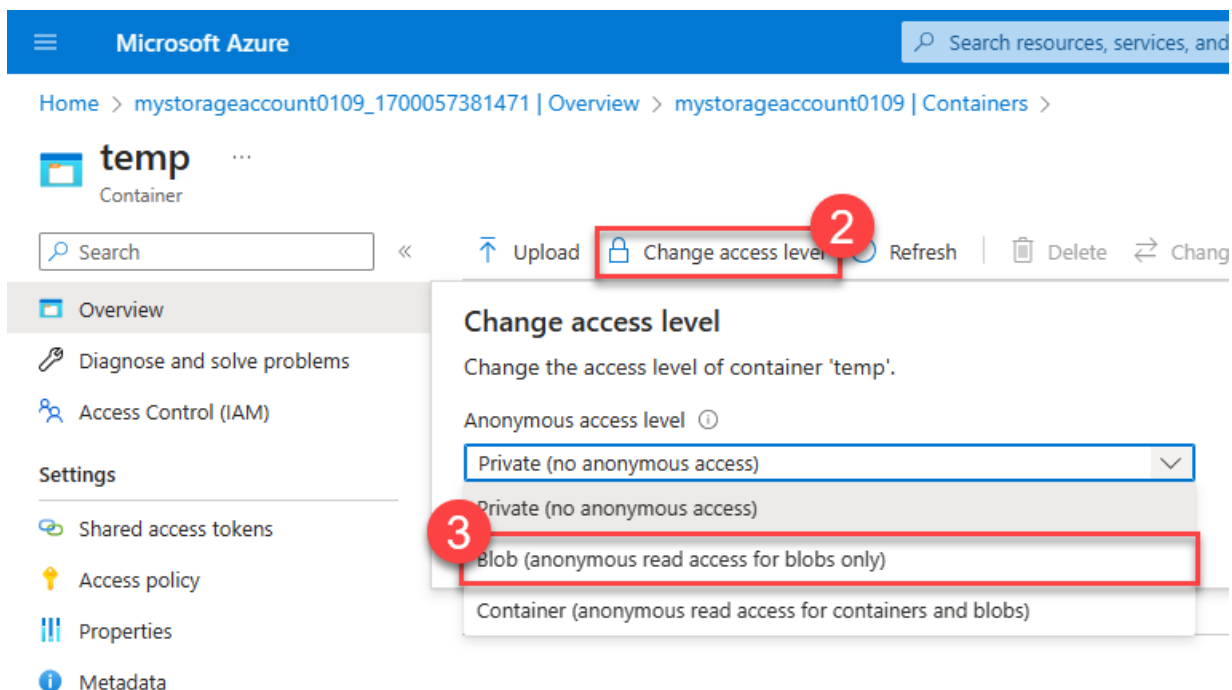 Microsoft Azure
Search resources, services, and
Home > mystorageaccount0109_1700057381471 | Overview > mystorageaccount0109 | Containers >
temp ...
Container
Search «
Upload Change access level 2 Refresh Delete Chang
Overview
Diagnose and solve problems
Access Control (IAM)
Settings
Shared access tokens
Access policy
Properties
Metadata
Change access level
Change the access level of container 'temp'.
Anonymous access level
Private (no anonymous access)
Private (no anonymous access)
3
Blob (anonymous read access for blobs only)
Container (anonymous read access for containers and blobs)